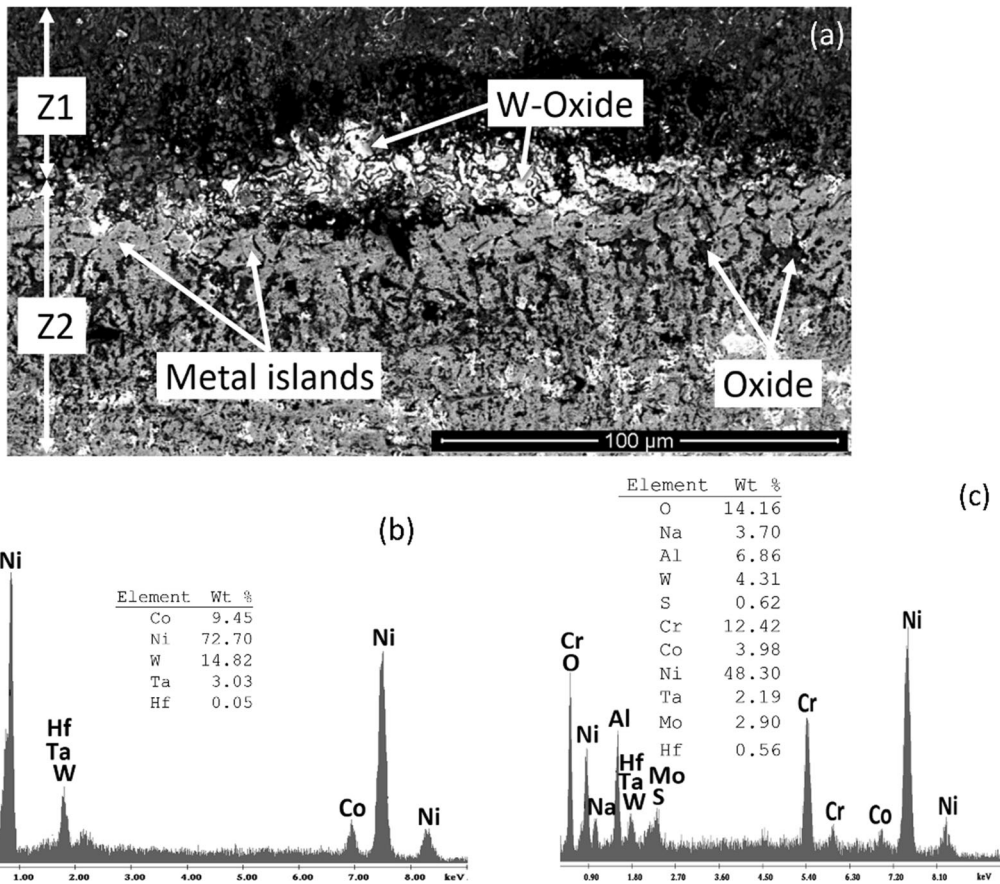 (a)
Z1
W-Oxide
Z2
Metal islands
Oxide
100 μm
(b)
Ni
Element Wt %
Co 9.45
Ni 72.70
W 14.82
Ta 3.03
Hf 0.05
Ni
Hf
Ta
W
Co
Ni
1.00 2.00 3.00 4.00 5.00 6.00 7.00 8.00 keV
(c)
Element Wt %
O 14.16
Na 3.70
Al 6.86
W 4.31
S 0.62
Cr 12.42
Co 3.98
Ni 48.30
Ta 2.19
Mo 2.90
Hf 0.56
Cr
O
Ni
Na
Al
Hf
Ta
W
Mo
S
Cr
Cr
Co
Ni
Ni
0.90 1.80 2.70 3.60 4.50 5.40 6.30 7.20 8.10 keV